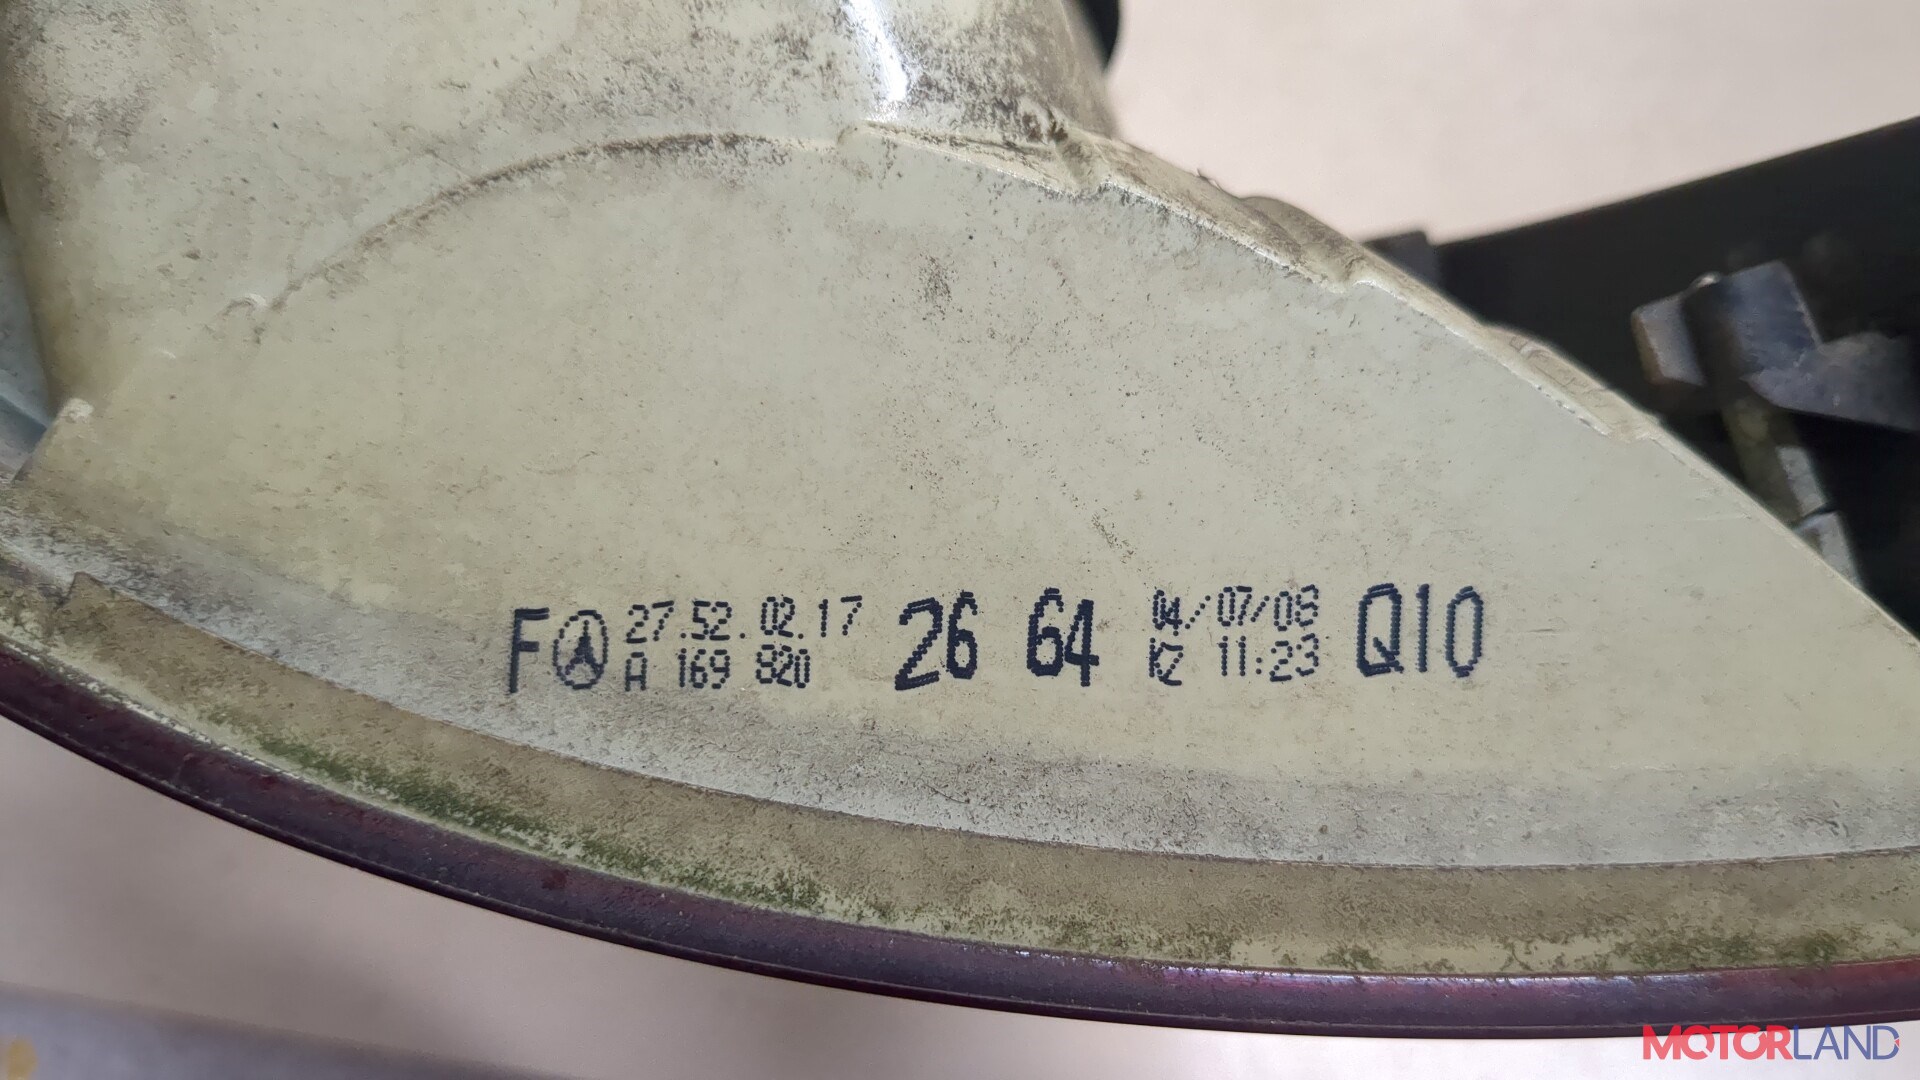 F 27.52.02.17 26 64 04/07/08 Q10
A 169 820 KZ 11:23
MOTORLAND